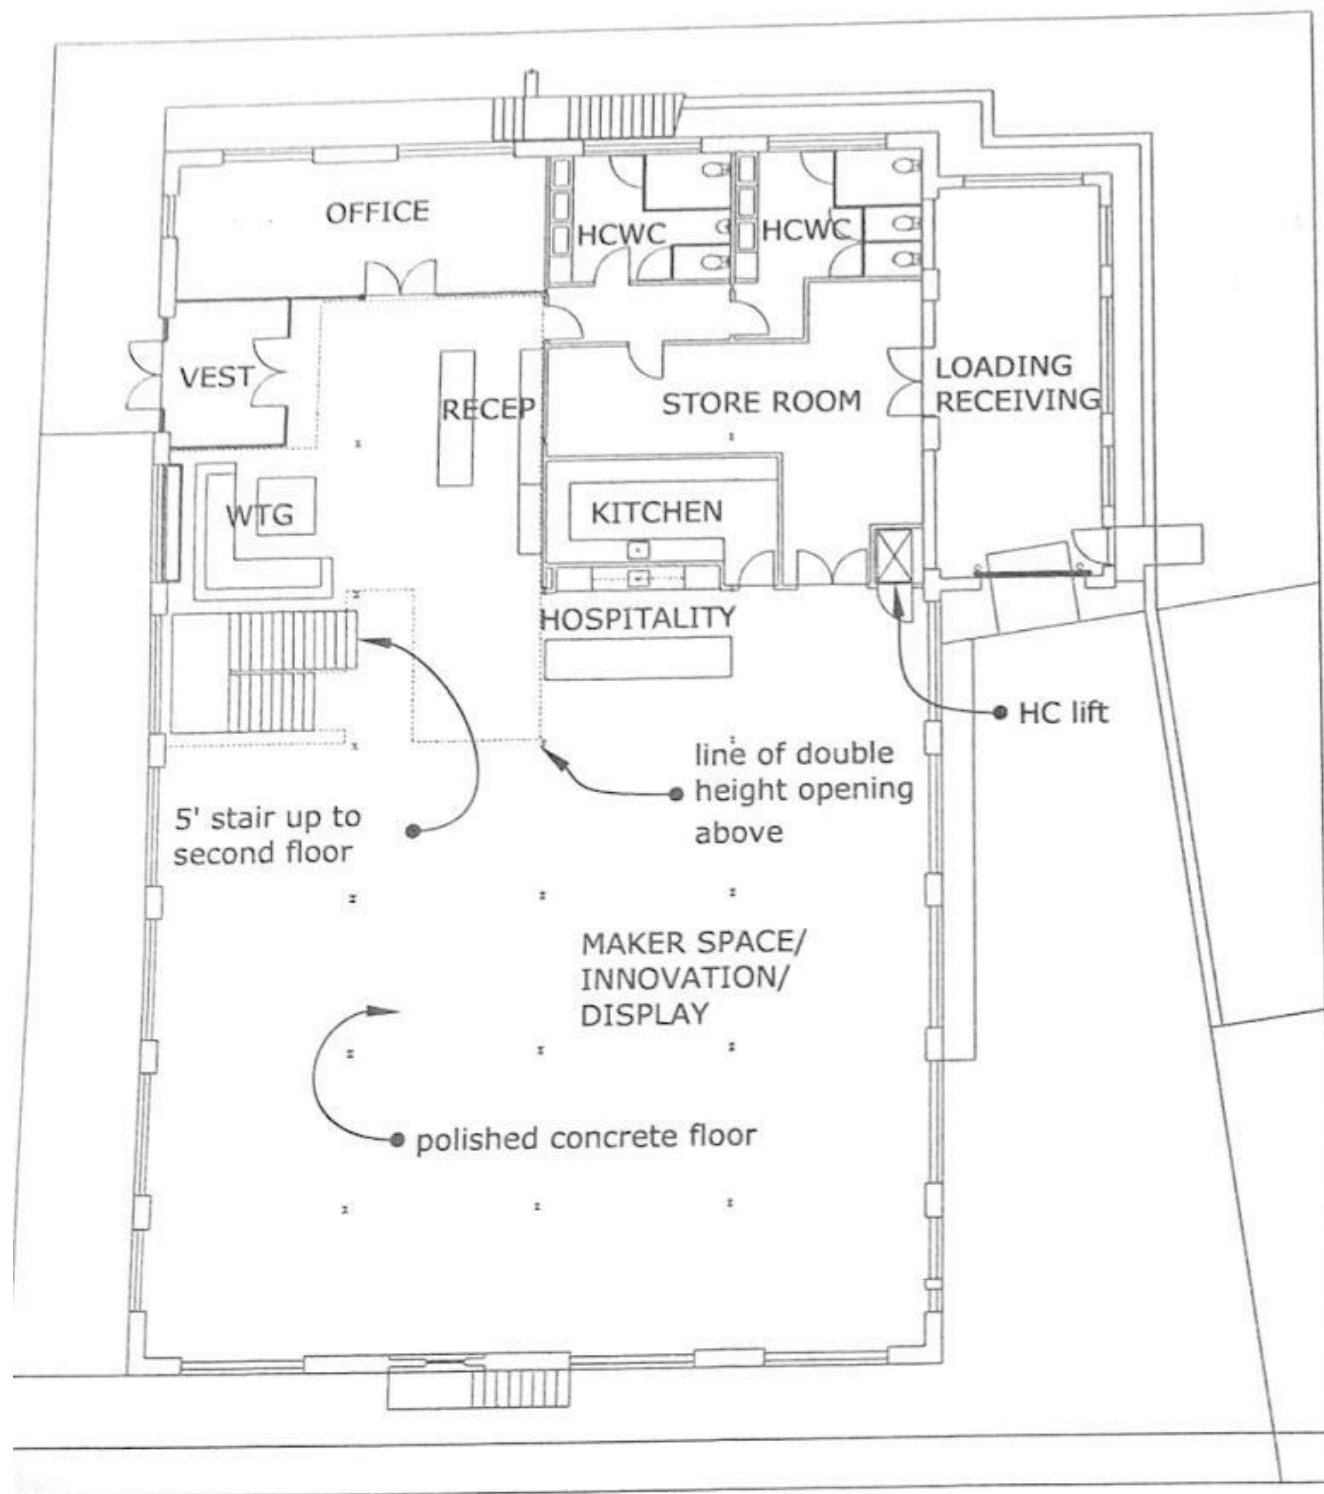 OFFICE
HCWC
HCWC
VEST
RECEP
STORE ROOM
LOADING
RECEIVING
WTG
KITCHEN
HOSPITALITY
HC lift
line of double
height opening
above
5' stair up to
second floor
MAKER SPACE/
INNOVATION/
DISPLAY
polished concrete floor